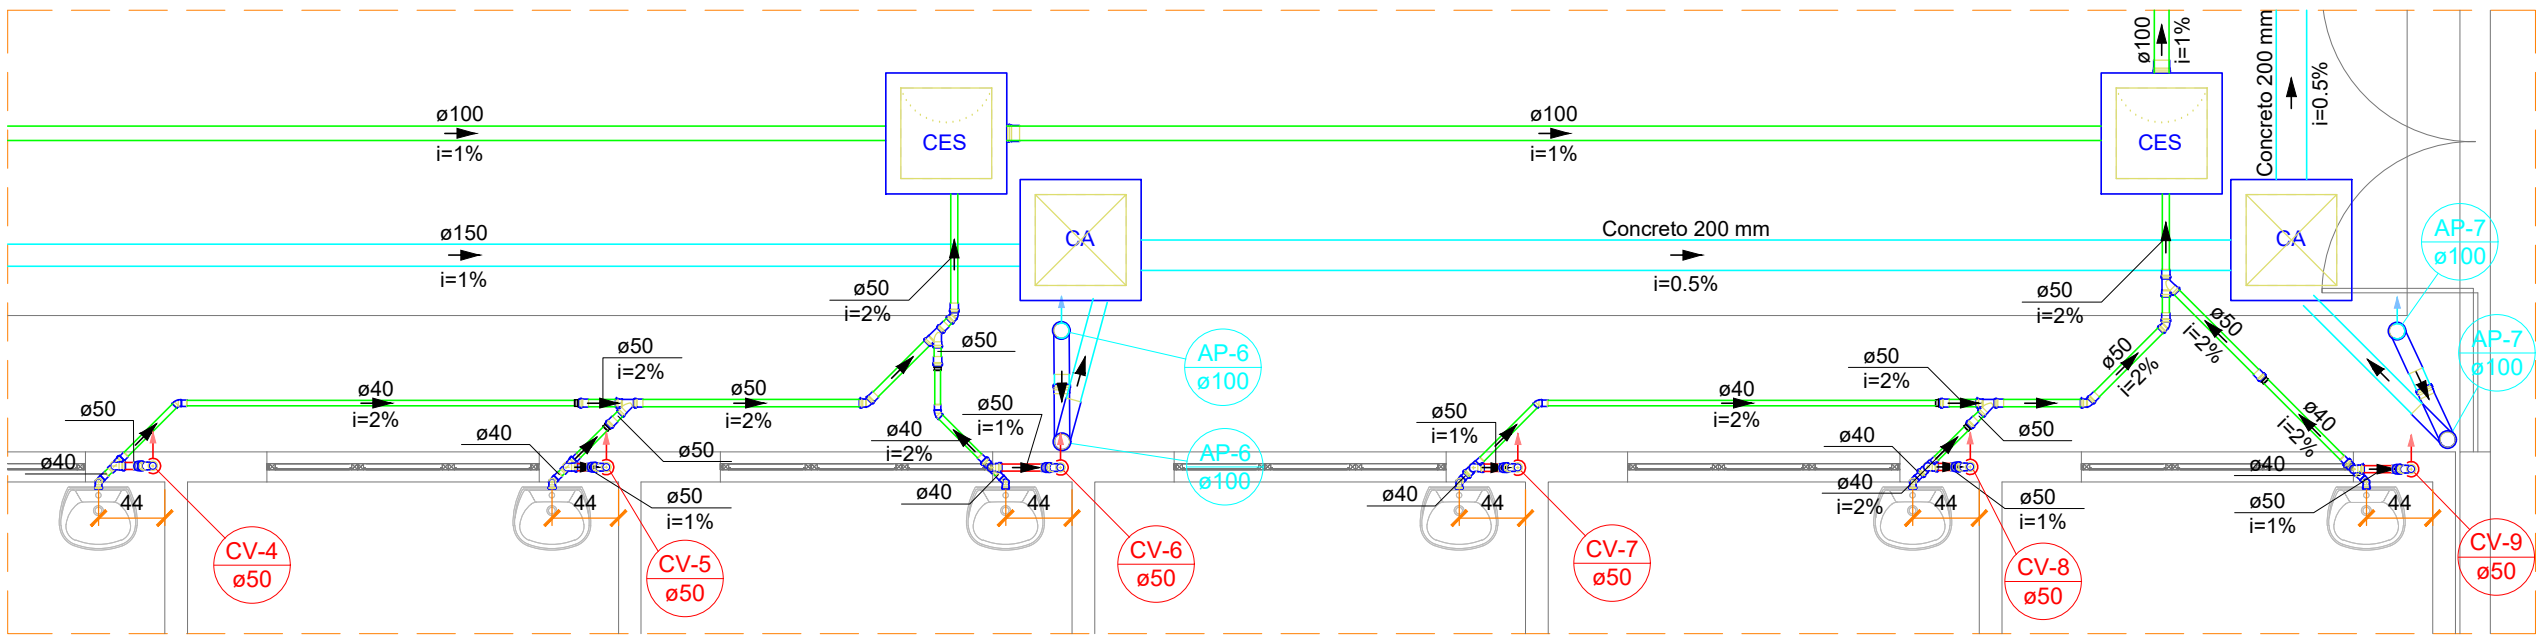 ø100
i=1%
CES
ø100
i=1%
ø100
i=1%
CES
Concreto 200 mm
i=0.5%
ø150
i=1%
CA
Concreto 200 mm
i=0.5%
CA
AP-7
ø100
ø50
i=2%
ø50
i=2%
ø50
i=2%
ø50
i=2%
ø50
AP-6
ø100
ø50
i=2%
ø50
i=2%
AP-7
ø100
ø50
ø40
i=2%
ø50
i=2%
ø40
i=2%
ø50
i=1%
ø50
i=1%
ø40
i=2%
ø40
i=2%
ø40
ø40
ø50
AP-6
ø100
ø40
ø50
ø40
44
44
ø50
i=1%
ø40
44
ø40
44
ø40
i=2%
44
ø50
i=1%
ø40
ø50
i=1%
44
CV-4
ø50
CV-5
ø50
CV-6
ø50
CV-7
ø50
CV-8
ø50
CV-9
ø50